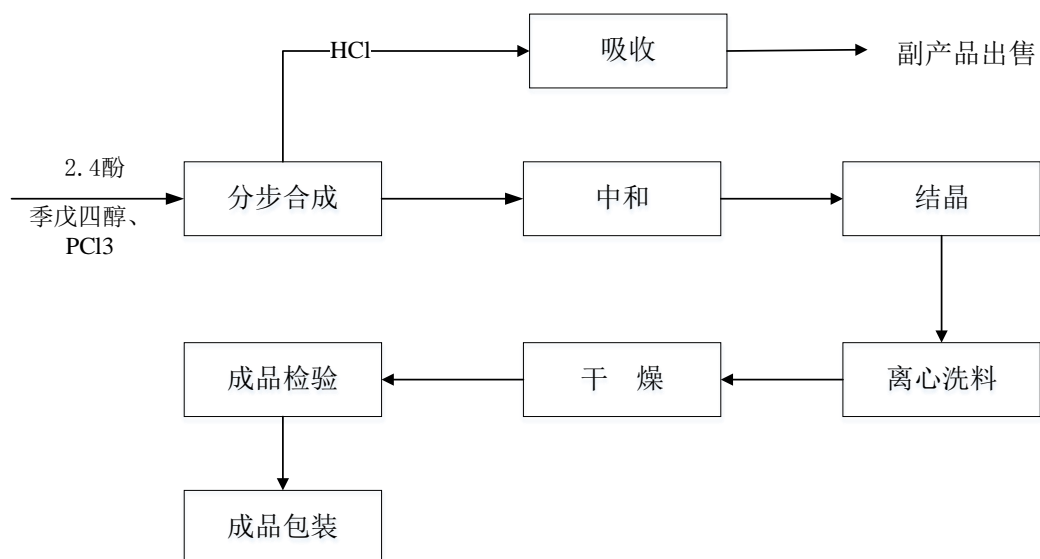 HCl
吸收
副产品出售
2.4酚
季戊四醇、
PCl3
分步合成
中和
结晶
成品检验
干 燥
离心洗料
成品包装